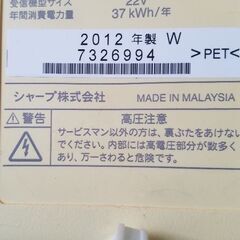 受信機型サイズ 22V
年間消費電力量 37 kWh/年
2012 年製 W
7326994
>PET<
シャープ株式会社 MADE IN MALAYSIA
警告 高圧注意
サービスマン以外の方は、裏ぶたをあけないで
ください。内部には高電圧部分が数多く
あり、万一さわると危険です。